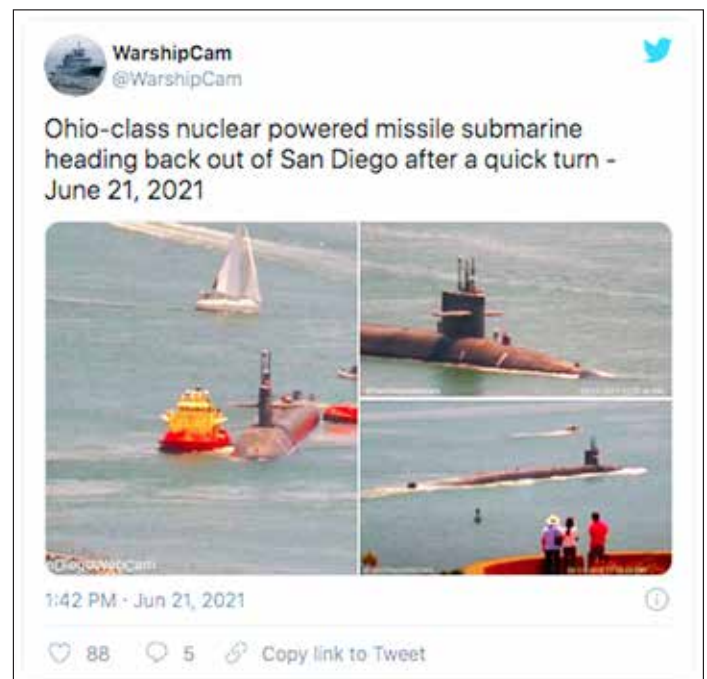 WarshipCam
@WarshipCam
Ohio-class nuclear powered missile submarine
heading back out of San Diego after a quick turn -
June 21, 2021
1:42 PM · Jun 21, 2021
88 5 Copy link to Tweet